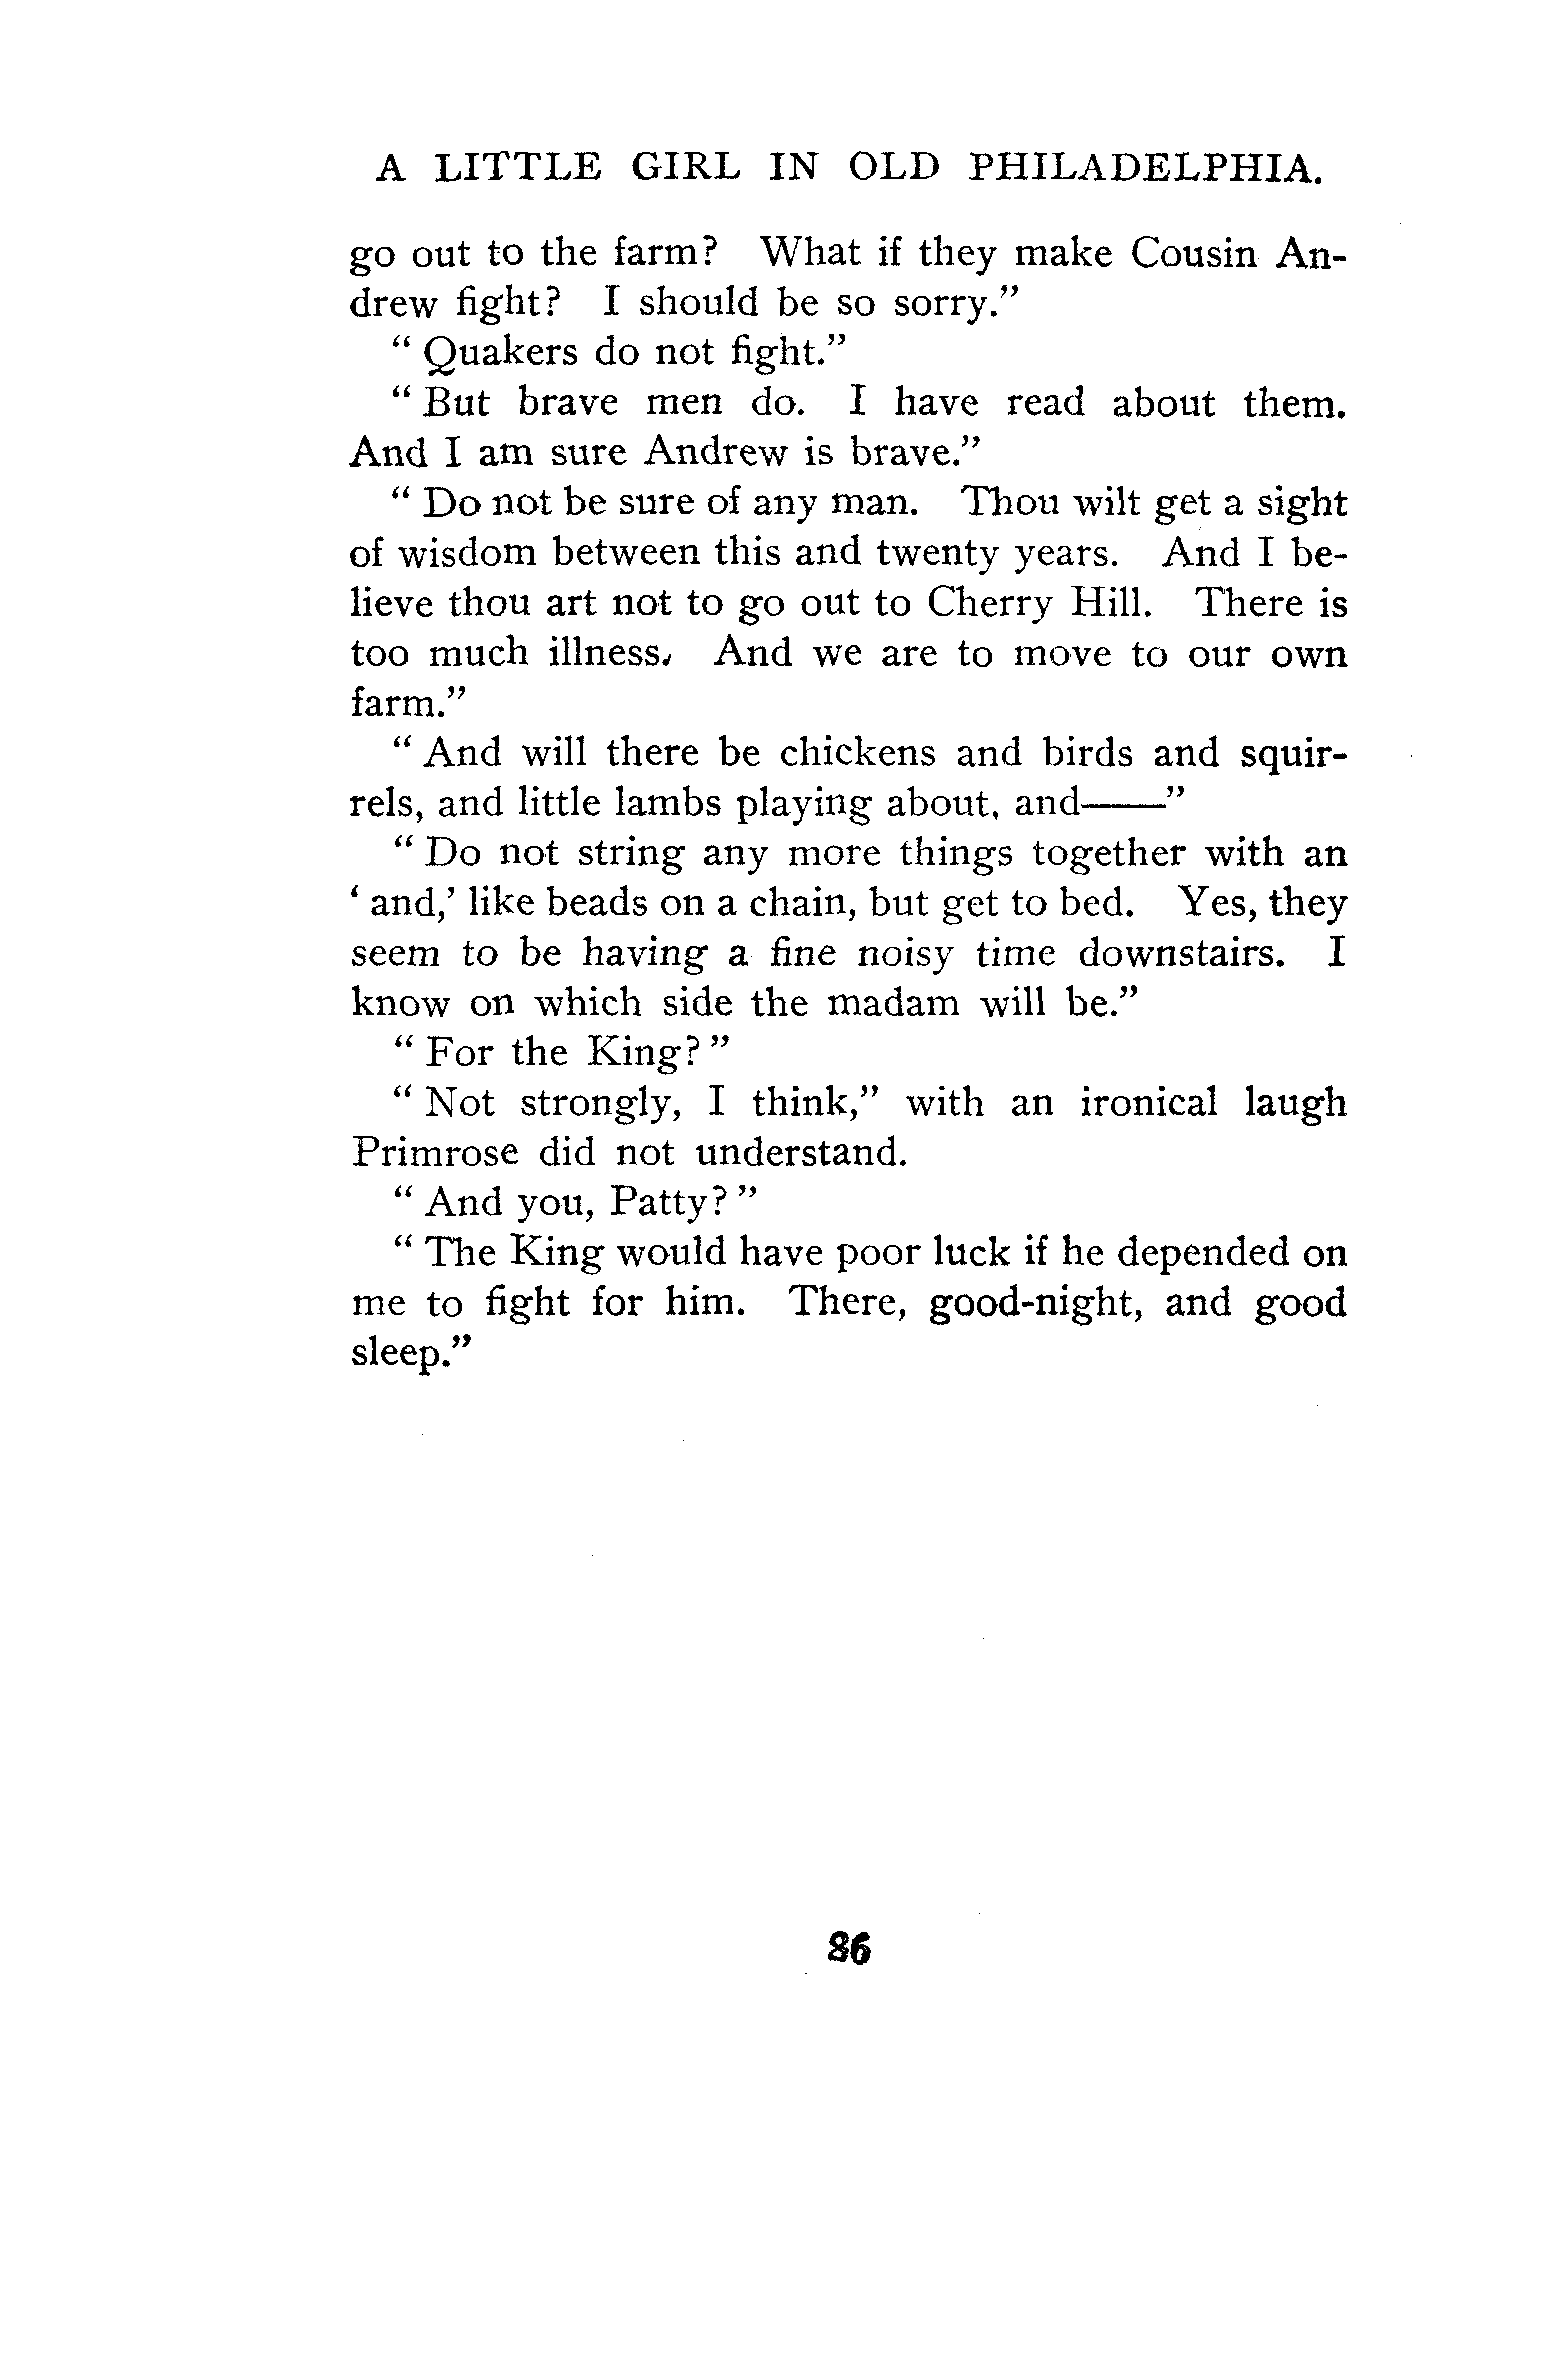 A LITTLE GIRL IN OLD PHILADELPHIA.
go out to the farm? What if they make Cousin An-
drew fight? I should be so sorry.”
“ Quakers do not fight.”
“ But brave men do. I have read about them.
And I am sure Andrew is brave.”
“ Do not be sure of any man. Thou wilt get a sight
of wisdom between this and twenty years. And I be-
lieve thou art not to go out to Cherry Hill. There is
too much illness. And we are to move to our own
farm.”
“ And will there be chickens and birds and squir-
rels, and little lambs playing about, and——”
“ Do not string any more things together with an
‘ and,’ like beads on a chain, but get to bed. Yes, they
seem to be having a fine noisy time downstairs. I
know on which side the madam will be.”
“ For the King? ”
“ Not strongly, I think,” with an ironical laugh
Primrose did not understand.
“ And you, Patty? ”
“ The King would have poor luck if he depended on
me to fight for him. There, good-night, and good
sleep.”
86